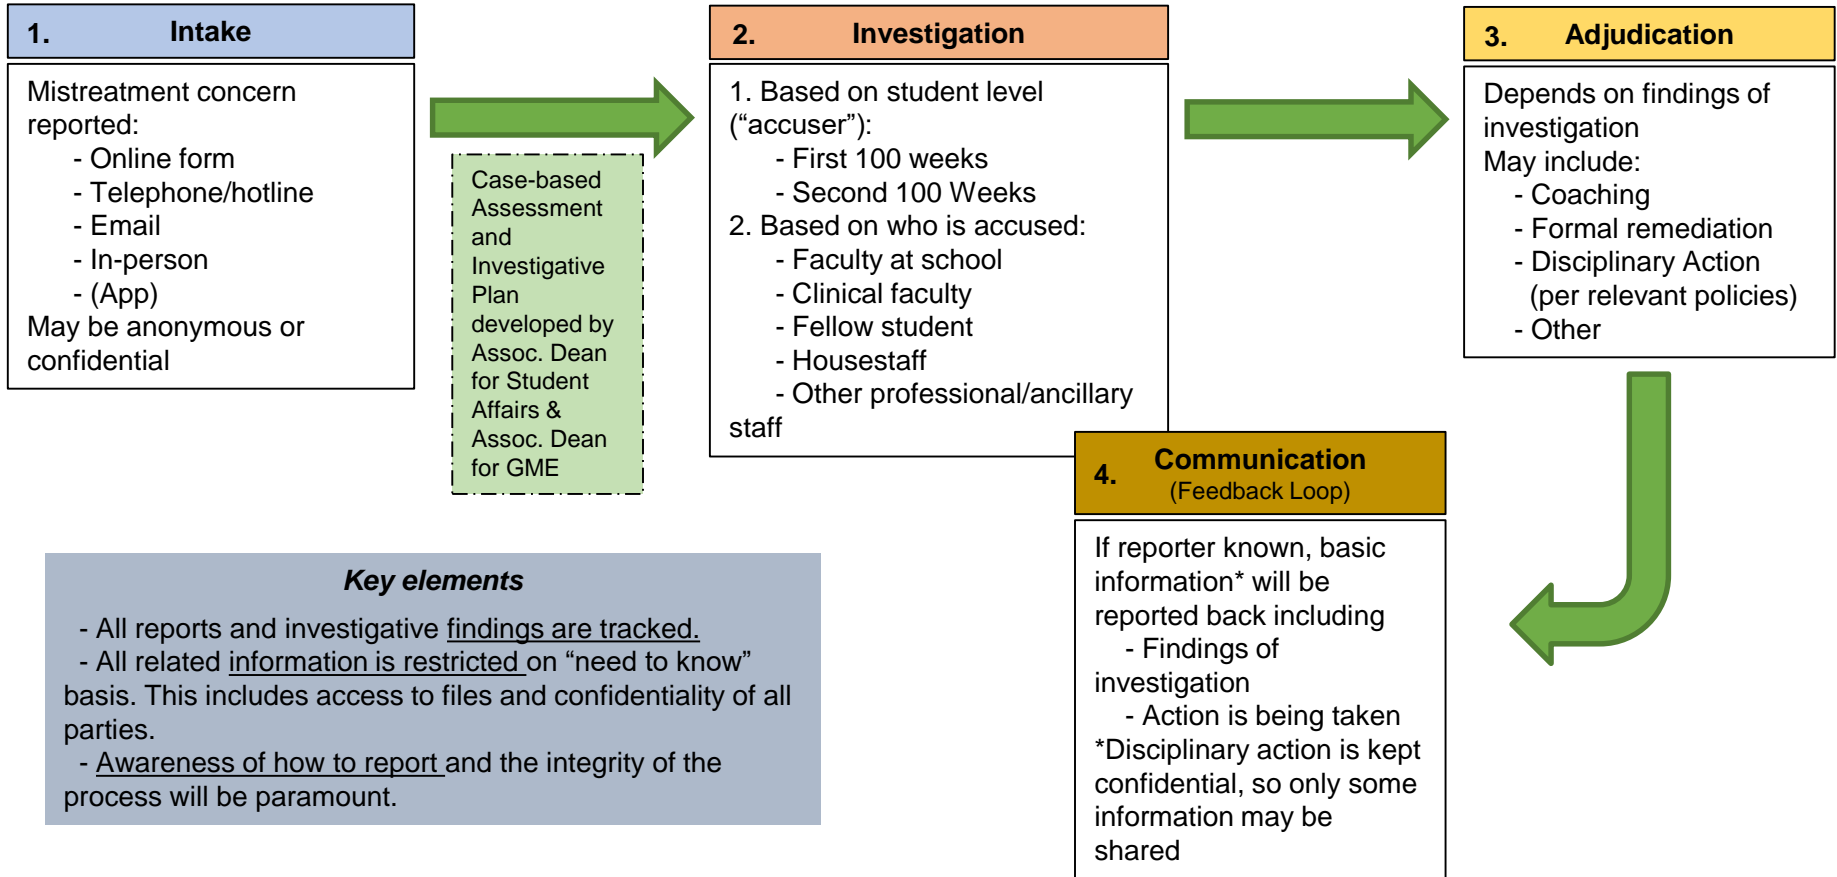 1. Intake
Mistreatment concern
reported:
- Online form
- Telephone/hotline
- Email
- In-person
- (App)
May be anonymous or
confidential
Case-based
Assessment
and
Investigative
Plan
developed by
Assoc. Dean
for Student
Affairs &
Assoc. Dean
for GME
2. Investigation
1. Based on student level
(“accuser”):
- First 100 weeks
- Second 100 Weeks
2. Based on who is accused:
- Faculty at school
- Clinical faculty
- Fellow student
- Housestaff
- Other professional/ancillary
staff
3. Adjudication
Depends on findings of
investigation
May include:
- Coaching
- Formal remediation
- Disciplinary Action
(per relevant policies)
- Other
4. Communication
(Feedback Loop)
If reporter known, basic
information* will be
reported back including
- Findings of
investigation
- Action is being taken
*Disciplinary action is kept
confidential, so only some
information may be
shared
Key elements
- All reports and investigative findings are tracked.
- All related information is restricted on “need to know”
basis. This includes access to files and confidentiality of all
parties.
- Awareness of how to report and the integrity of the
process will be paramount.